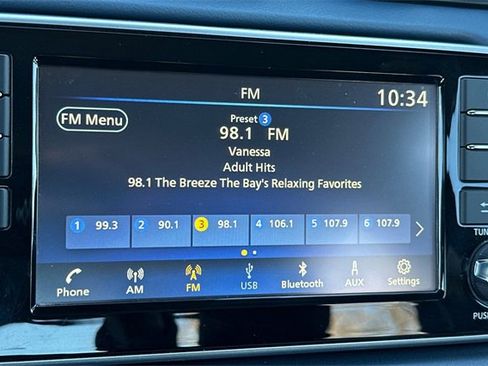 FM
10:34
FM Menu
Preset 3
98.1 FM
Vanessa
Adult Hits
98.1 The Breeze The Bay's Relaxing Favorites
1 99.3 2 90.1 3 98.1 4 106.1 5 107.9 6 107.9
Phone AM FM USB Bluetooth AUX Settings
TUN
PUSH